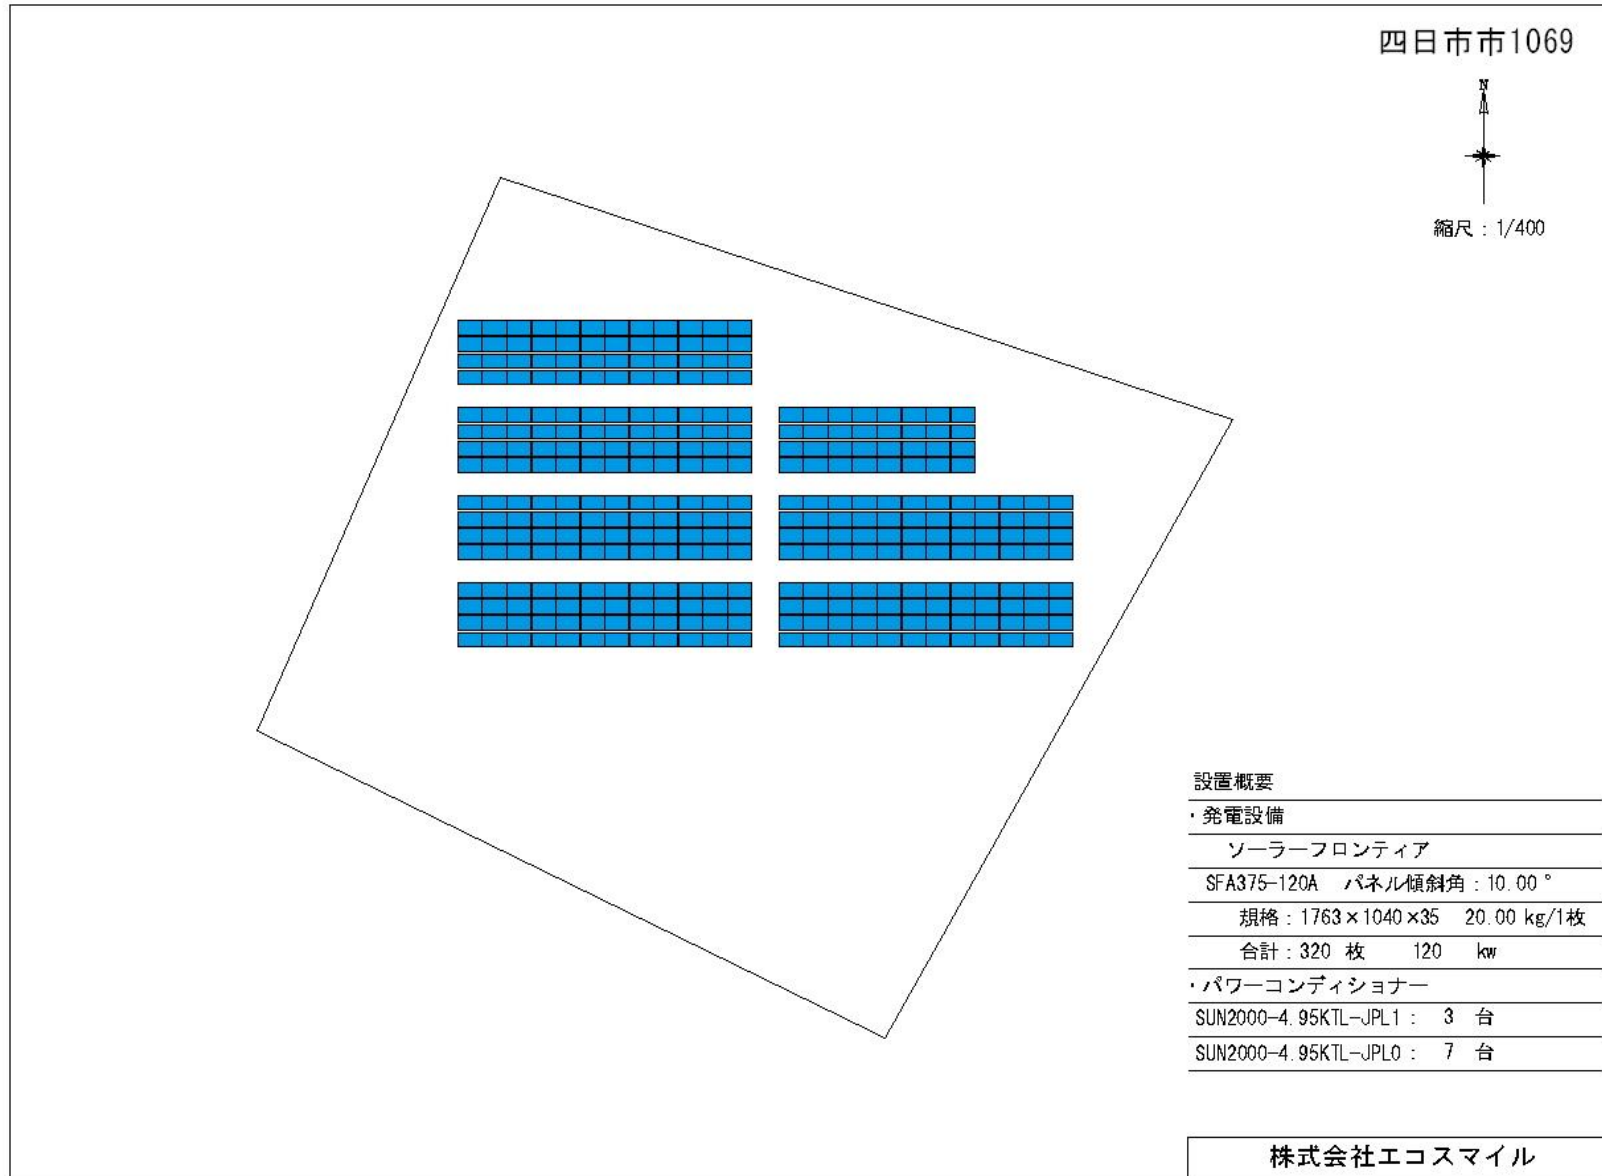 四日市市1069
N
縮尺：1/400
設置概要
・発電設備
ソーラーフロンティア
SFA375-120A パネル傾斜角：10.00°
規格：1763×1040×35 20.00 kg/1枚
合計：320 枚 120 kw
・パワーコンディショナー
SUN2000-4.95KTL-JPL1： 3 台
SUN2000-4.95KTL-JPL0： 7 台
株式会社エコスマイル